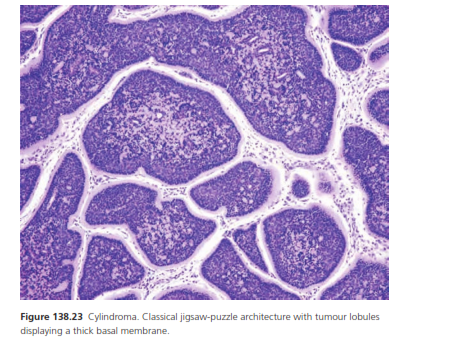 Figure 138.23 Cylindroma. Classical jigsaw-puzzle architecture with tumour lobules
displaying a thick basal membrane.